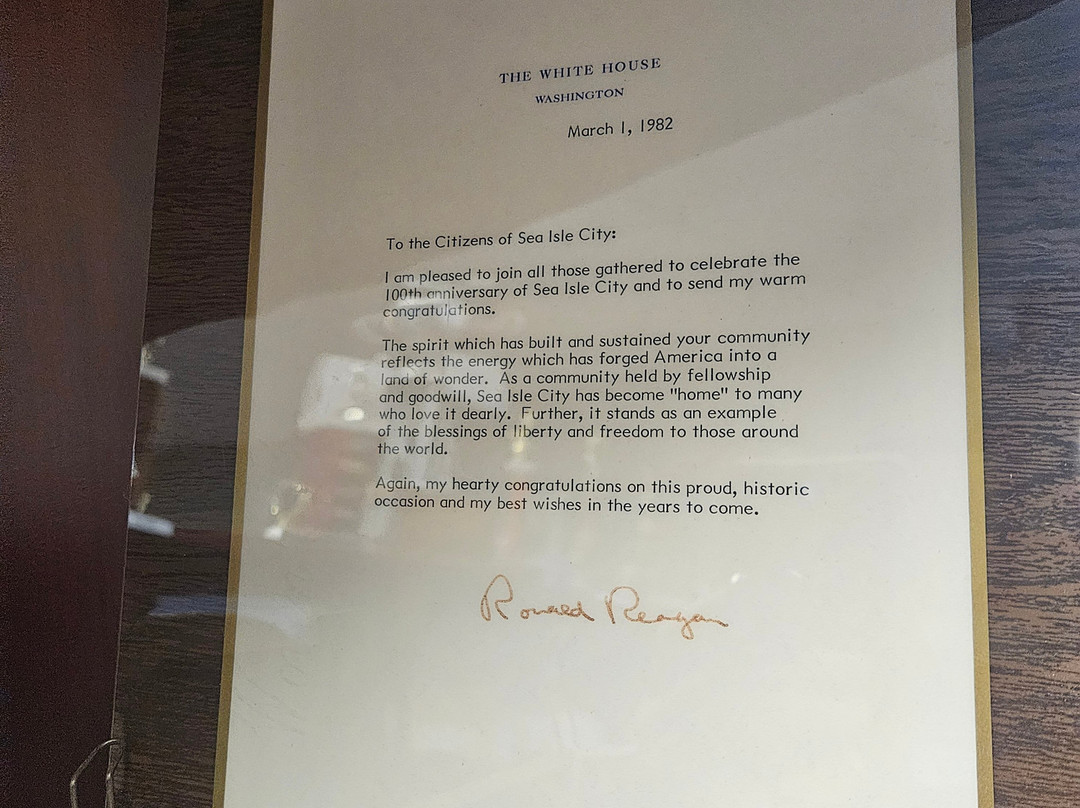 THE WHITE HOUSE
WASHINGTON
March 1, 1982
To the Citizens of Sea Isle City:
I am pleased to join all those gathered to celebrate the
100th anniversary of Sea Isle City and to send my warm
congratulations.
The spirit which has built and sustained your community
reflects the energy which has forged America into a
land of wonder. As a community held by fellowship
and goodwill, Sea Isle City has become "home" to many
who love it dearly. Further, it stands as an example
of the blessings of liberty and freedom to those around
the world.
Again, my hearty congratulations on this proud, historic
occasion and my best wishes in the years to come.
Ronald Reagan